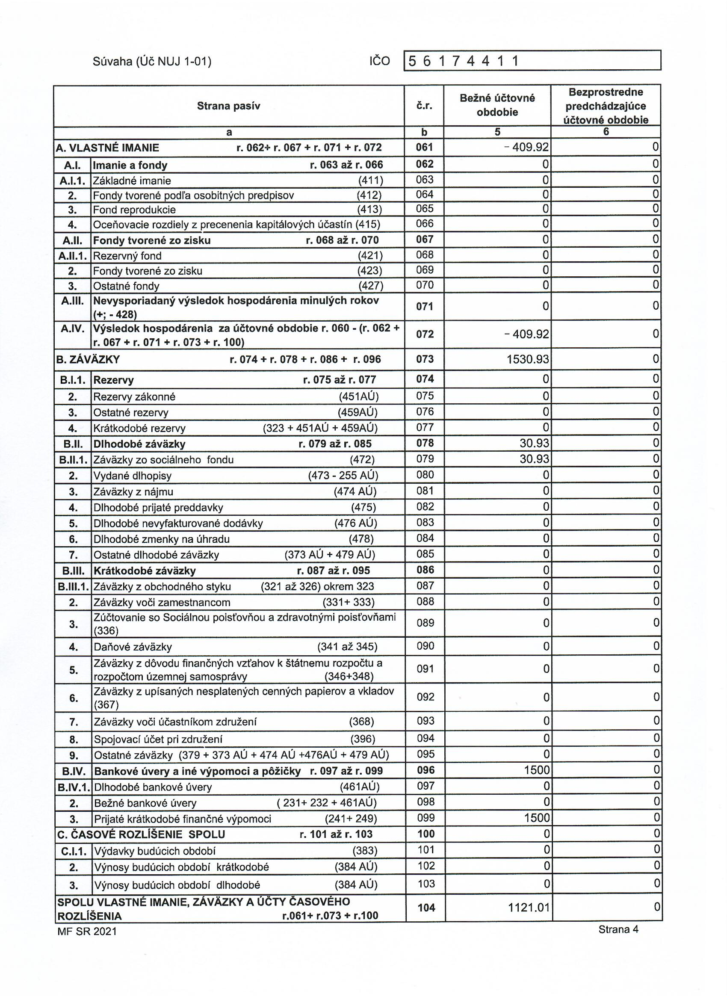 Súvaha (Úč NUJ 1-01) IČO 5 6 1 7 4 4 1 1
Strana pasív č.r. Bežné účtovné obdobie Bezprostredne predchádzajúce účtovné obdobie
a b 5 6
A. VLASTNÉ IMANIE r. 062+ r. 067 + r. 071 + r. 072 061 - 409.92 0
A.I. Imanie a fondy r. 063 až r. 066 062 0 0
A.I.1. Základné imanie (411) 063 0 0
2. Fondy tvorené podľa osobitných predpisov (412) 064 0 0
3. Fond reprodukcie (413) 065 0 0
4. Oceňovacie rozdiely z precenenia kapitálových účastín (415) 066 0 0
A.II. Fondy tvorené zo zisku r. 068 až r. 070 067 0 0
A.II.1. Rezervný fond (421) 068 0 0
2. Fondy tvorené zo zisku (423) 069 0 0
3. Ostatné fondy (427) 070 0 0
A.III. Nevysporiadaný výsledok hospodárenia minulých rokov
(+; - 428) 071 0 0
A.IV. Výsledok hospodárenia za účtovné obdobie r. 060 - (r. 062 +
r. 067 + r. 071 + r. 073 + r. 100) 072 - 409.92 0
B. ZÁVÄZKY r. 074 + r. 078 + r. 086 + r. 096 073 1530.93 0
B.I.1. Rezervy r. 075 až r. 077 074 0 0
2. Rezervy zákonné (451AÚ) 075 0 0
3. Ostatné rezervy (459AÚ) 076 0 0
4. Krátkodobé rezervy (323 + 451AÚ + 459AÚ) 077 0 0
B.II. Dlhodobé záväzky r. 079 až r. 085 078 30.93 0
B.II.1. Záväzky zo sociálneho fondu (472) 079 30.93 0
2. Vydané dlhopisy (473 - 255 AÚ) 080 0 0
3. Záväzky z nájmu (474 AÚ) 081 0 0
4. Dlhodobé prijaté preddavky (475) 082 0 0
5. Dlhodobé nevyfakturované dodávky (476 AÚ) 083 0 0
6. Dlhodobé zmenky na úhradu (478) 084 0 0
7. Ostatné dlhodobé záväzky (373 AÚ + 479 AÚ) 085 0 0
B.III. Krátkodobé záväzky r. 087 až r. 095 086 0 0
B.III.1. Záväzky z obchodného styku (321 až 326) okrem 323 087 0 0
2. Záväzky voči zamestnancom (331+ 333) 088 0 0
3. Zúčtovanie so Sociálnou poisťovňou a zdravotnými poisťovňami
(336) 089 0 0
4. Daňové záväzky (341 až 345) 090 0 0
5. Záväzky z dôvodu finančných vzťahov k štátnemu rozpočtu a
rozpočtom územnej samosprávy (346+348) 091 0 0
6. Záväzky z upísaných nesplatených cenných papierov a vkladov
(367) 092 0 0
7. Záväzky voči účastníkom združení (368) 093 0 0
8. Spojovací účet pri združení (396) 094 0 0
9. Ostatné záväzky (379 + 373 AÚ + 474 AÚ +476AÚ + 479 AÚ) 095 0 0
B.IV. Bankové úvery a iné výpomoci a pôžičky r. 097 až r. 099 096 1500 0
B.IV.1. Dlhodobé bankové úvery (461AÚ) 097 0 0
2. Bežné bankové úvery ( 231+ 232 + 461AÚ) 098 0 0
3. Prijaté krátkodobé finančné výpomoci (241+ 249) 099 1500 0
C. ČASOVÉ ROZLÍŠENIE SPOLU r. 101 až r. 103 100 0 0
C.I.1. Výdavky budúcich období (383) 101 0 0
2. Výnosy budúcich období krátkodobé (384 AÚ) 102 0 0
3. Výnosy budúcich období dlhodobé (384 AÚ) 103 0 0
SPOLU VLASTNÉ IMANIE, ZÁVÄZKY A ÚČTY ČASOVÉHO
ROZLÍŠENIA r.061+ r.073 + r.100 104 1121.01 0
MF SR 2021 Strana 4